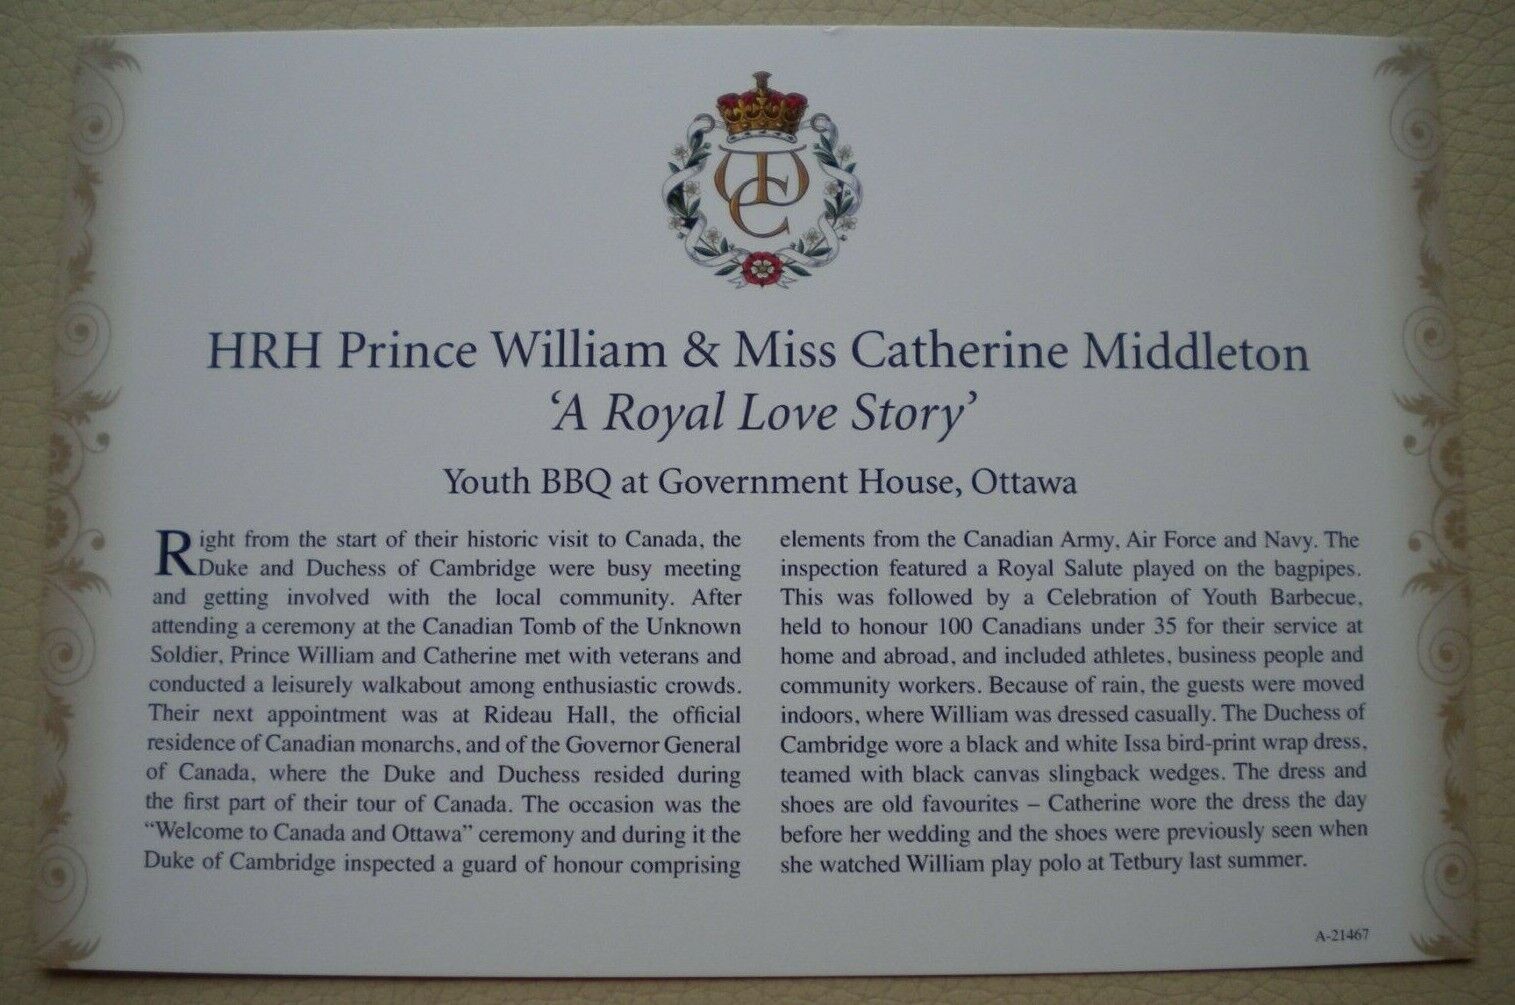 HRH Prince William & Miss Catherine Middleton
‘A Royal Love Story’
Youth BBQ at Government House, Ottawa
Right from the start of their historic visit to Canada, the
Duke and Duchess of Cambridge were busy meeting
and getting involved with the local community. After
attending a ceremony at the Canadian Tomb of the Unknown
Soldier, Prince William and Catherine met with veterans and
conducted a leisurely walkabout among enthusiastic crowds.
Their next appointment was at Rideau Hall, the official
residence of Canadian monarchs, and of the Governor General
of Canada, where the Duke and Duchess resided during
the first part of their tour of Canada. The occasion was the
“Welcome to Canada and Ottawa” ceremony and during it the
Duke of Cambridge inspected a guard of honour comprising
elements from the Canadian Army, Air Force and Navy. The
inspection featured a Royal Salute played on the bagpipes.
This was followed by a Celebration of Youth Barbecue,
held to honour 100 Canadians under 35 for their service at
home and abroad, and included athletes, business people and
community workers. Because of rain, the guests were moved
indoors, where William was dressed casually. The Duchess of
Cambridge wore a black and white Issa bird-print wrap dress,
teamed with black canvas slingback wedges. The dress and
shoes are old favourites – Catherine wore the dress the day
before her wedding and the shoes were previously seen when
she watched William play polo at Tetbury last summer.
A-21467